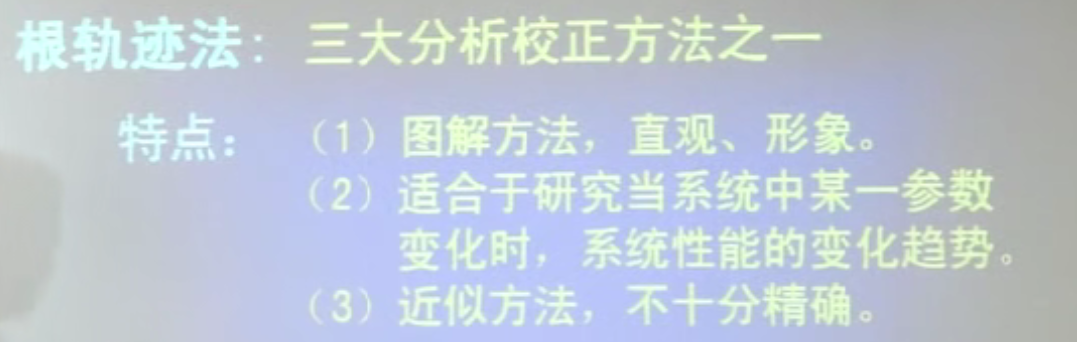 根轨迹法：三大分析校正方法之一
特点：（1）图解方法，直观、形象。
（2）适合于研究当系统中某一参数
变化时，系统性能的变化趋势。
（3）近似方法，不十分精确。